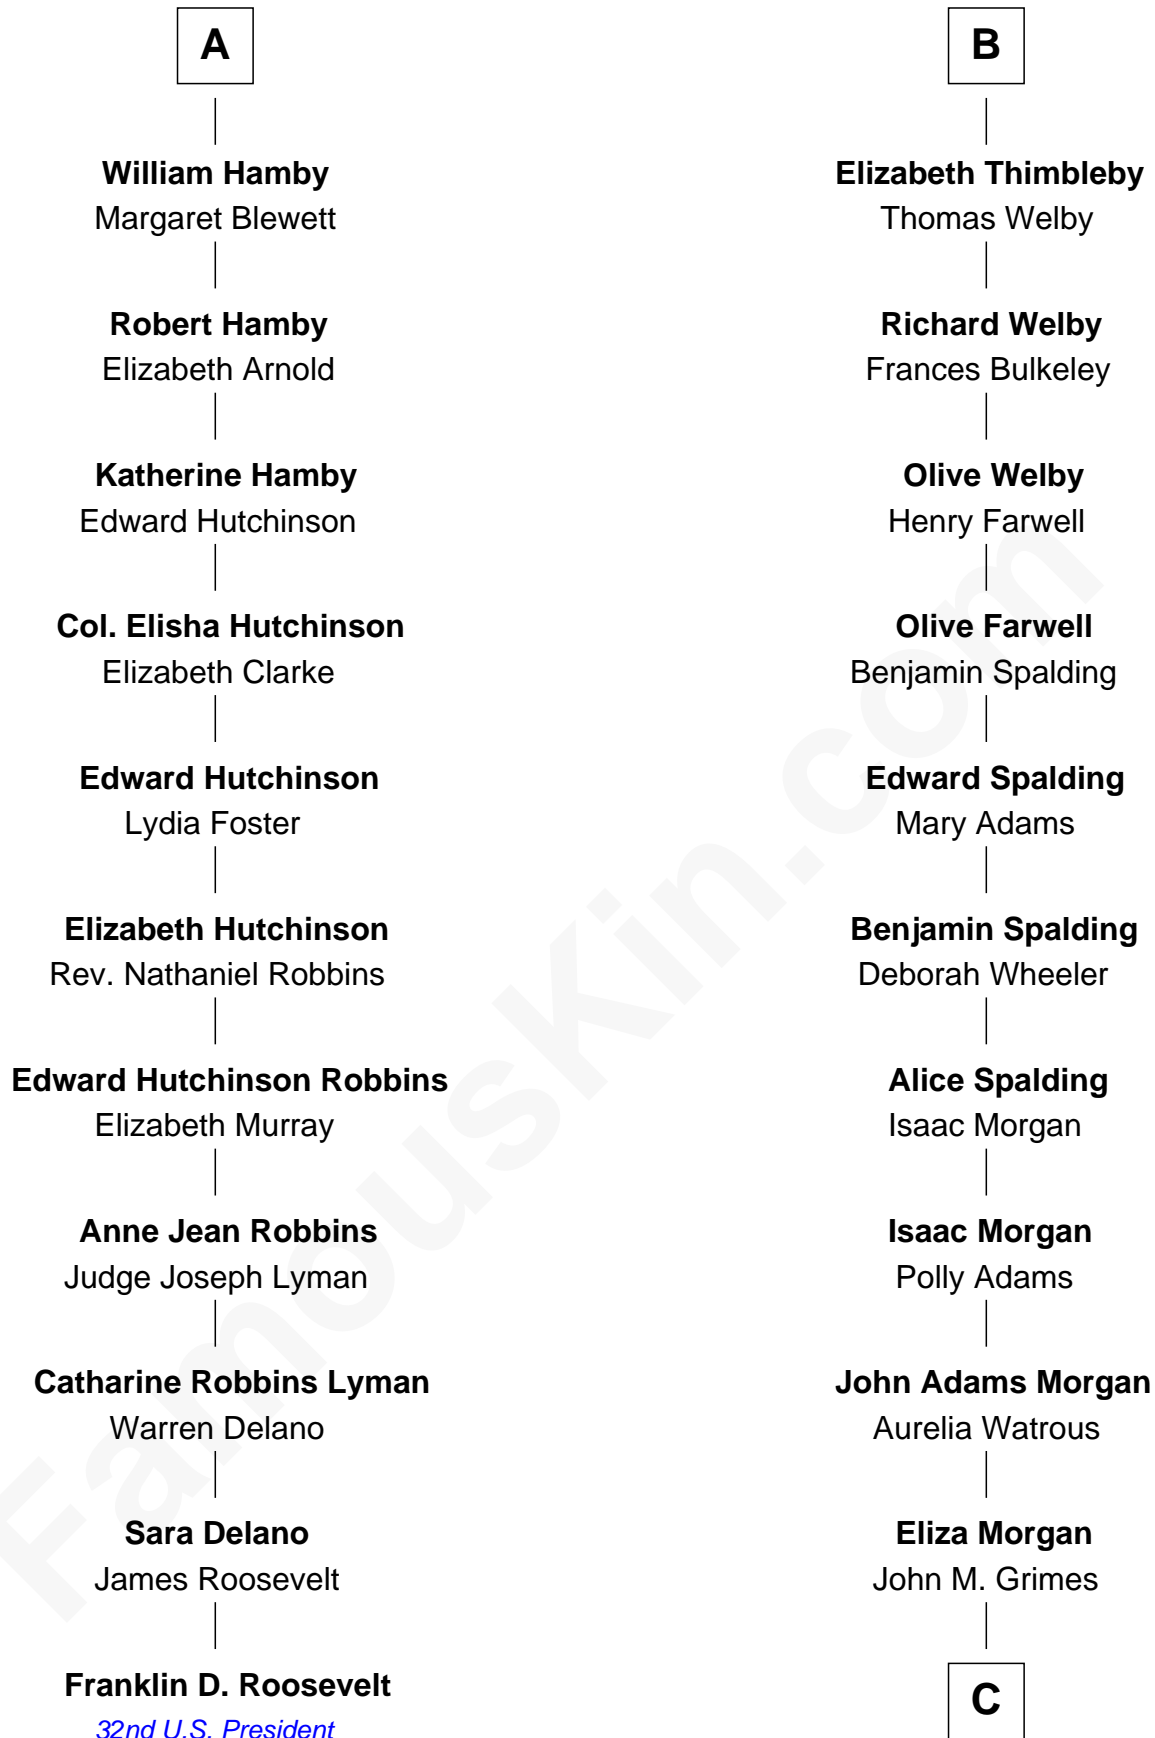 A
William Hamby
Margaret Blewett
Robert Hamby
Elizabeth Arnold
Katherine Hamby
Edward Hutchinson
Col. Elisha Hutchinson
Elizabeth Clarke
Edward Hutchinson
Lydia Foster
Elizabeth Hutchinson
Rev. Nathaniel Robbins
Edward Hutchinson Robbins
Elizabeth Murray
Anne Jean Robbins
Judge Joseph Lyman
Catharine Robbins Lyman
Warren Delano
Sara Delano
James Roosevelt
Franklin D. Roosevelt
32nd U.S. President
B
Elizabeth Thimbleby
Thomas Welby
Richard Welby
Frances Bulkeley
Olive Welby
Henry Farwell
Olive Farwell
Benjamin Spalding
Edward Spalding
Mary Adams
Benjamin Spalding
Deborah Wheeler
Alice Spalding
Isaac Morgan
Isaac Morgan
Polly Adams
John Adams Morgan
Aurelia Watrous
Eliza Morgan
John M. Grimes
C
FamousKin.com